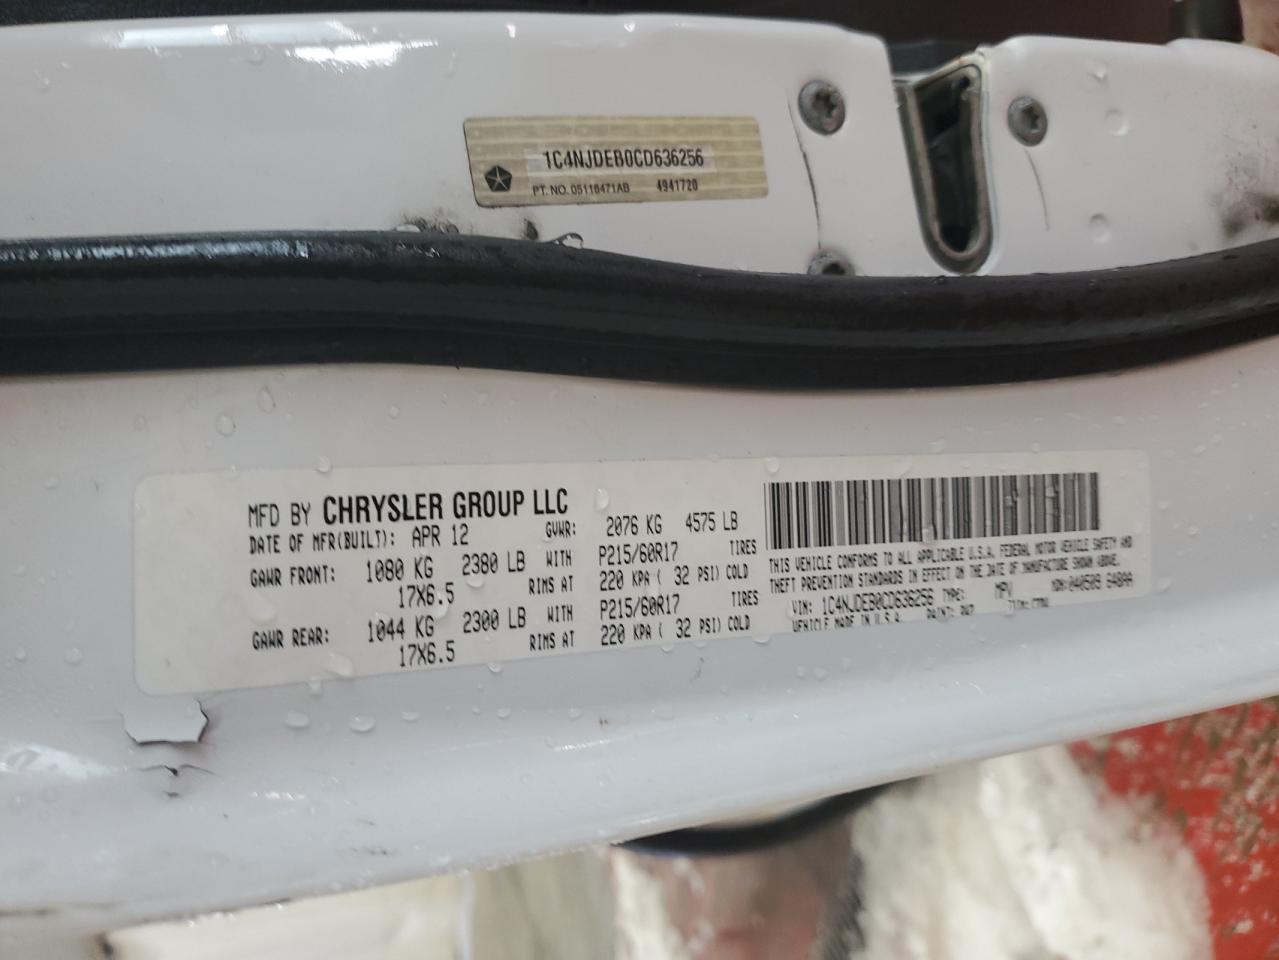 1C4NJDEB0CD636256
PT. NO. 05116471AB 4941720
MFD BY CHRYSLER GROUP LLC
DATE OF MFR(BUILT): APR 12 GVWR: 2076 KG 4575 LB
GAWR FRONT: 1080 KG 2380 LB WITH P215/60R17 TIRES
17X6.5 RIMS AT 220 KPA ( 32 PSI) COLD
GAWR REAR: 1044 KG 2300 LB WITH P215/60R17 TIRES
17X6.5 RIMS AT 220 KPA ( 32 PSI) COLD
THIS VEHICLE CONFORMS TO ALL APPLICABLE U.S.A. FEDERAL MOTOR VEHICLE SAFETY AND
THEFT PREVENTION STANDARDS IN EFFECT ON THE DATE OF MANUFACTURE SHOWN ABOVE.
VIN: 1C4NJDEB0CD636256 TYPE: MPV
VEHICLE MADE IN U.S.A. PAINT: PW7